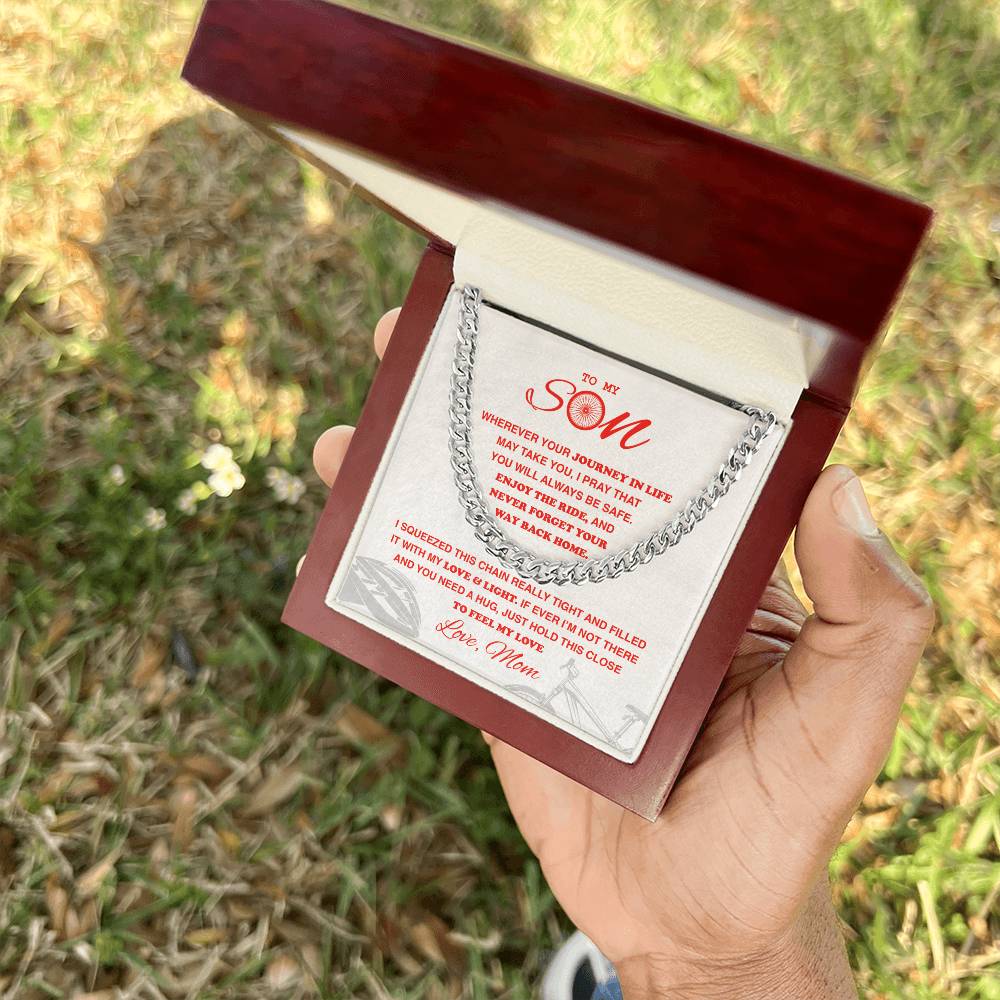 TO MY
SON
WHEREVER YOUR JOURNEY IN LIFE
MAY TAKE YOU, I PRAY THAT
YOU WILL ALWAYS BE SAFE.
ENJOY THE RIDE, AND
NEVER FORGET YOUR
WAY BACK HOME.
I SQUEEZED THIS CHAIN REALLY TIGHT AND FILLED
IT WITH MY LOVE & LIGHT. IF EVER I'M NOT THERE
AND YOU NEED A HUG, JUST HOLD THIS CLOSE
TO FEEL MY LOVE
Love, Mom